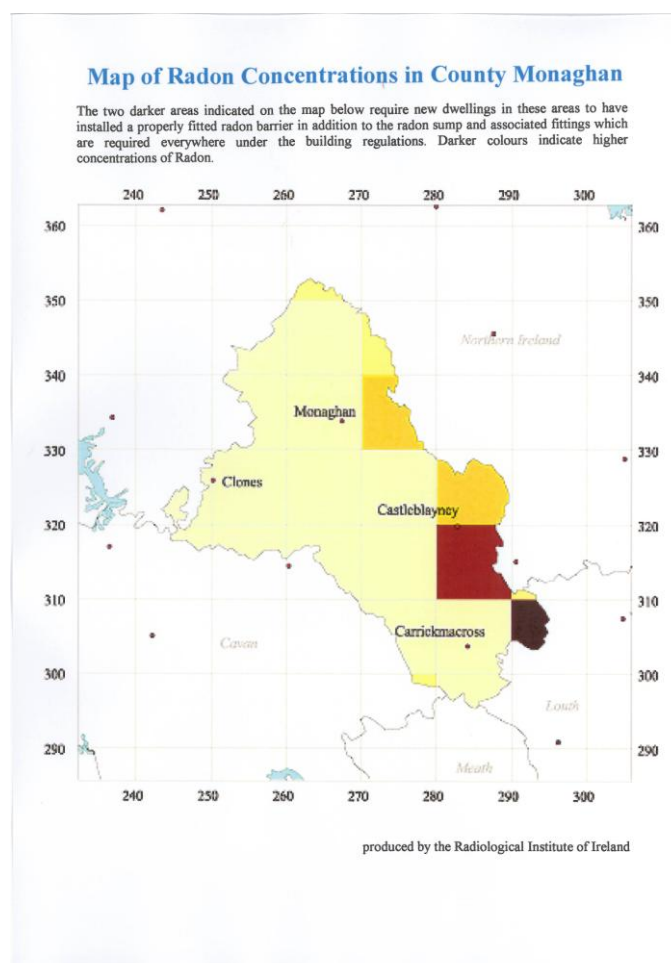 Map of Radon Concentrations in County Monaghan
The two darker areas indicated on the map below require new dwellings in these areas to have
installed a properly fitted radon barrier in addition to the radon sump and associated fittings which
are required everywhere under the building regulations. Darker colours indicate higher
concentrations of Radon.
240 250 260 270 280 290 300
360 360
350 350
Northern Ireland
340 340
Monaghan
330 330
Clones
Castleblayney
320 320
310 310
Carrickmacross
Cavan
300 300
Louth
290 290
Meath
240 250 260 270 280 290 300
produced by the Radiological Institute of Ireland